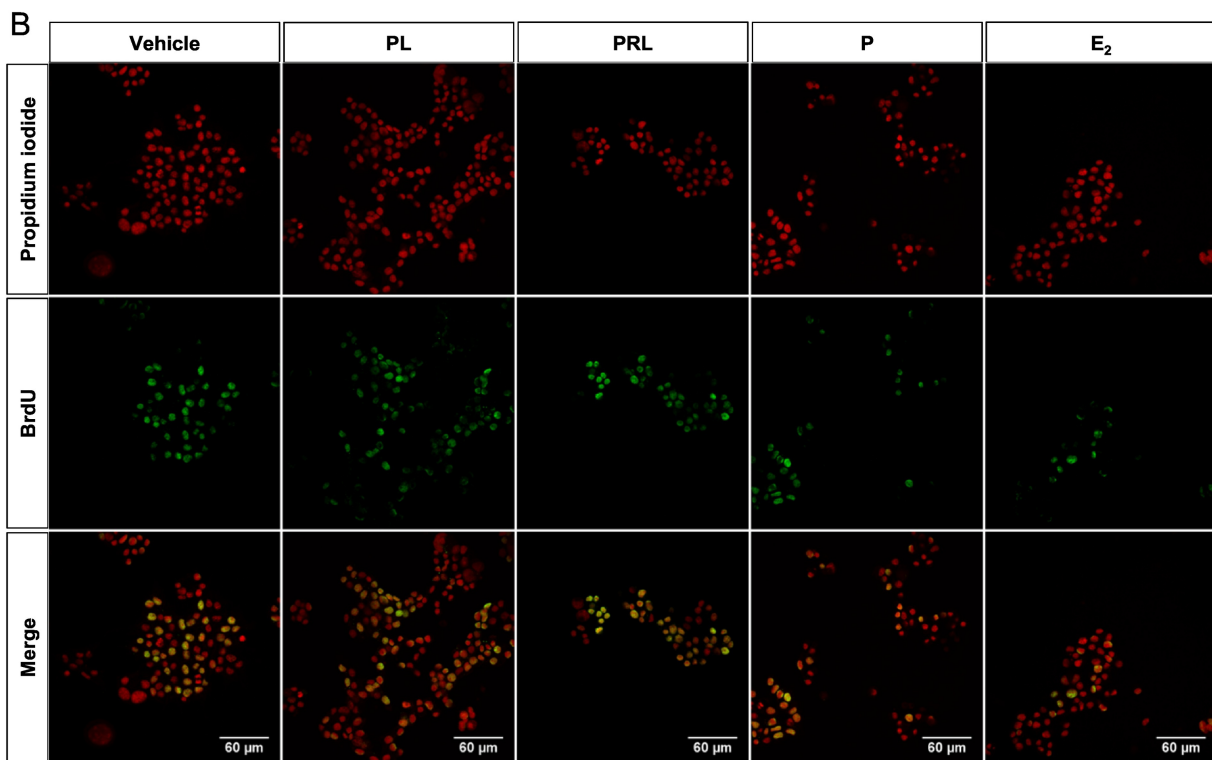 B
Vehicle
PL
PRL
P
E₂
Propidium iodide
BrdU
Merge
60 µm
60 µm
60 µm
60 µm
60 µm